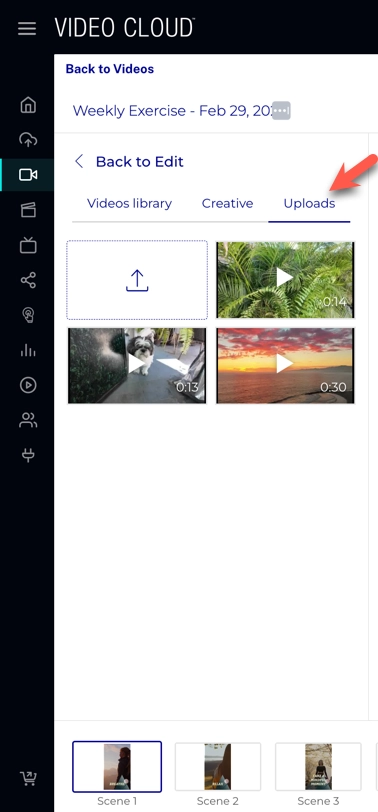 VIDEO CLOUD
Back to Videos
Weekly Exercise - Feb 29, 202
Back to Edit
Videos library Creative Uploads
0:14
0:13 0:30
Scene 1 Scene 2 Scene 3